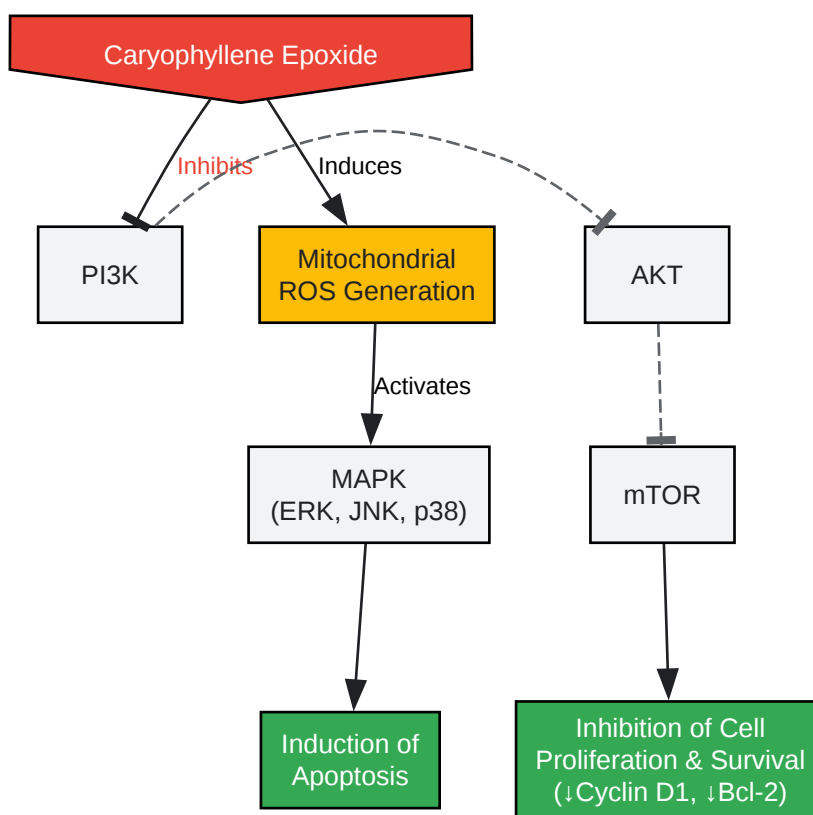 Caryophyllene Epoxide
Inhibits
Induces
PI3K
Mitochondrial
ROS Generation
AKT
Activates
MAPK
(ERK, JNK, p38)
mTOR
Induction of
Apoptosis
Inhibition of Cell
Proliferation & Survival
(↓Cyclin D1, ↓Bcl-2)